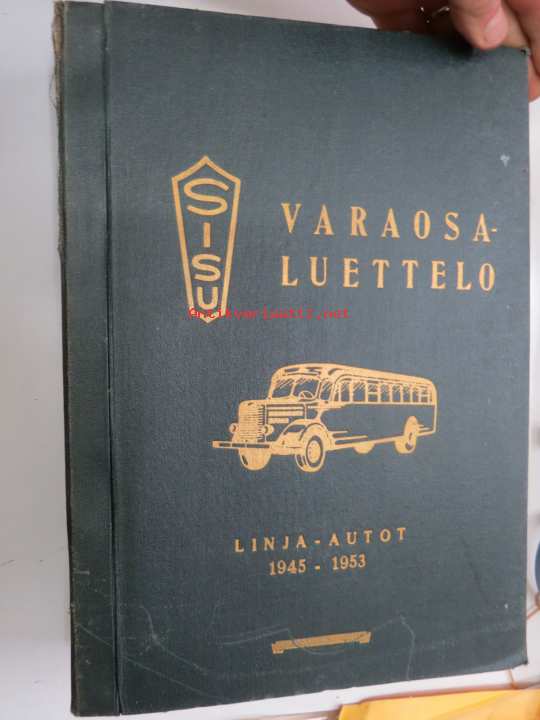 SISU
VARAOSA-
LUETTELO
Antikvariaatti.net
LINJA-AUTOT
1945 - 1953